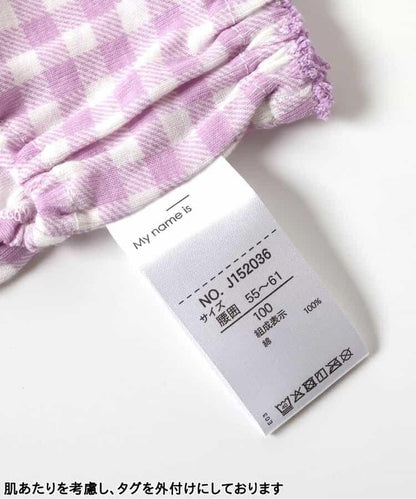 My name is
NO. J152036
サイズ
腰囲 55〜61
100
組成表示
綿 100%
E03
肌あたりを考慮し、タグを外付けにしております